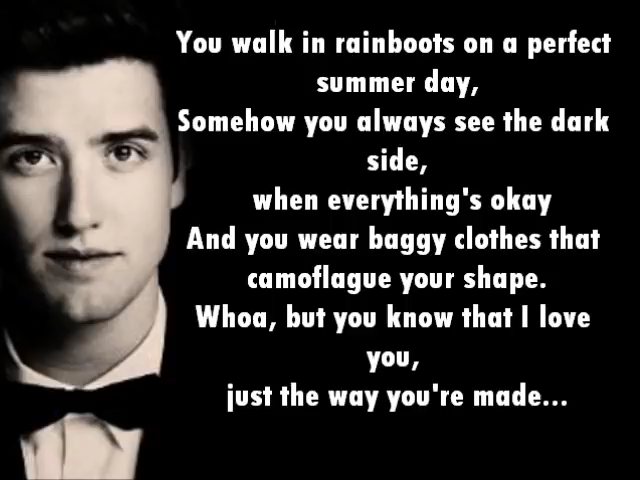 You walk in rainboots on a perfect
summer day,
Somehow you always see the dark
side,
when everything's okay
And you wear baggy clothes that
camoflague your shape.
Whoa, but you know that I love
you,
just the way you're made...